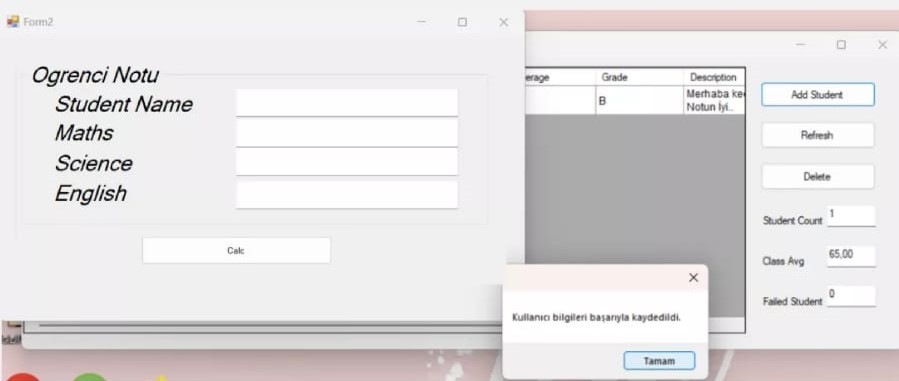 Form2
Ogrenci Notu
Student Name
Maths
Science
English
Calc
erage Grade Description
B Merhaba ke
Notun İyi..
Add Student
Refresh
Delete
Student Count 1
Class Avg 65,00
Failed Student 0
Kullanıcı bilgileri başarıyla kaydedildi.
Tamam